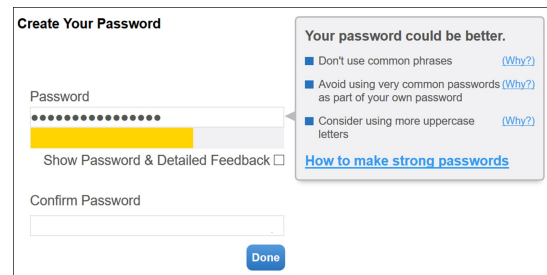 Create Your Password
Your password could be better.
Don't use common phrases (Why?)
Avoid using very common passwords (Why?)
as part of your own password
Consider using more uppercase (Why?)
letters
How to make strong passwords
Password
●●●●●●●●●●●●●●●●
Show Password & Detailed Feedback
Confirm Password
Done